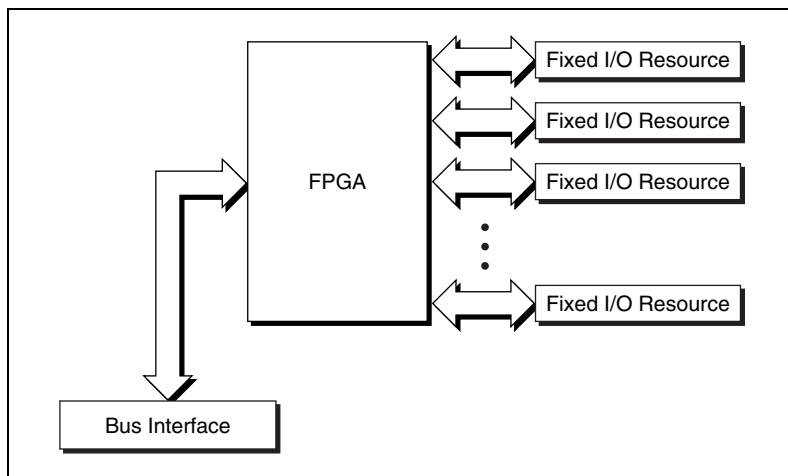 Fixed I/O Resource
Fixed I/O Resource
FPGA
Fixed I/O Resource
Fixed I/O Resource
Bus Interface